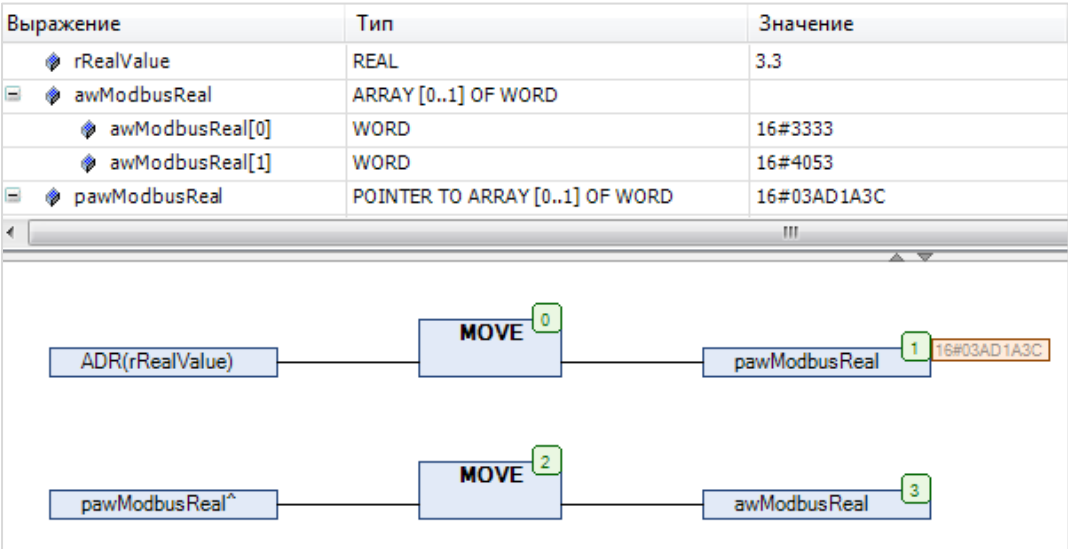 Выражение Тип Значение
rRealValue REAL 3.3
awModbusReal ARRAY [0..1] OF WORD
awModbusReal[0] WORD 16#3333
awModbusReal[1] WORD 16#4053
pawModbusReal POINTER TO ARRAY [0..1] OF WORD 16#03AD1A3C
MOVE 0
ADR(rRealValue) pawModbusReal 1 16#03AD1A3C
MOVE 2
pawModbusReal^ awModbusReal 3